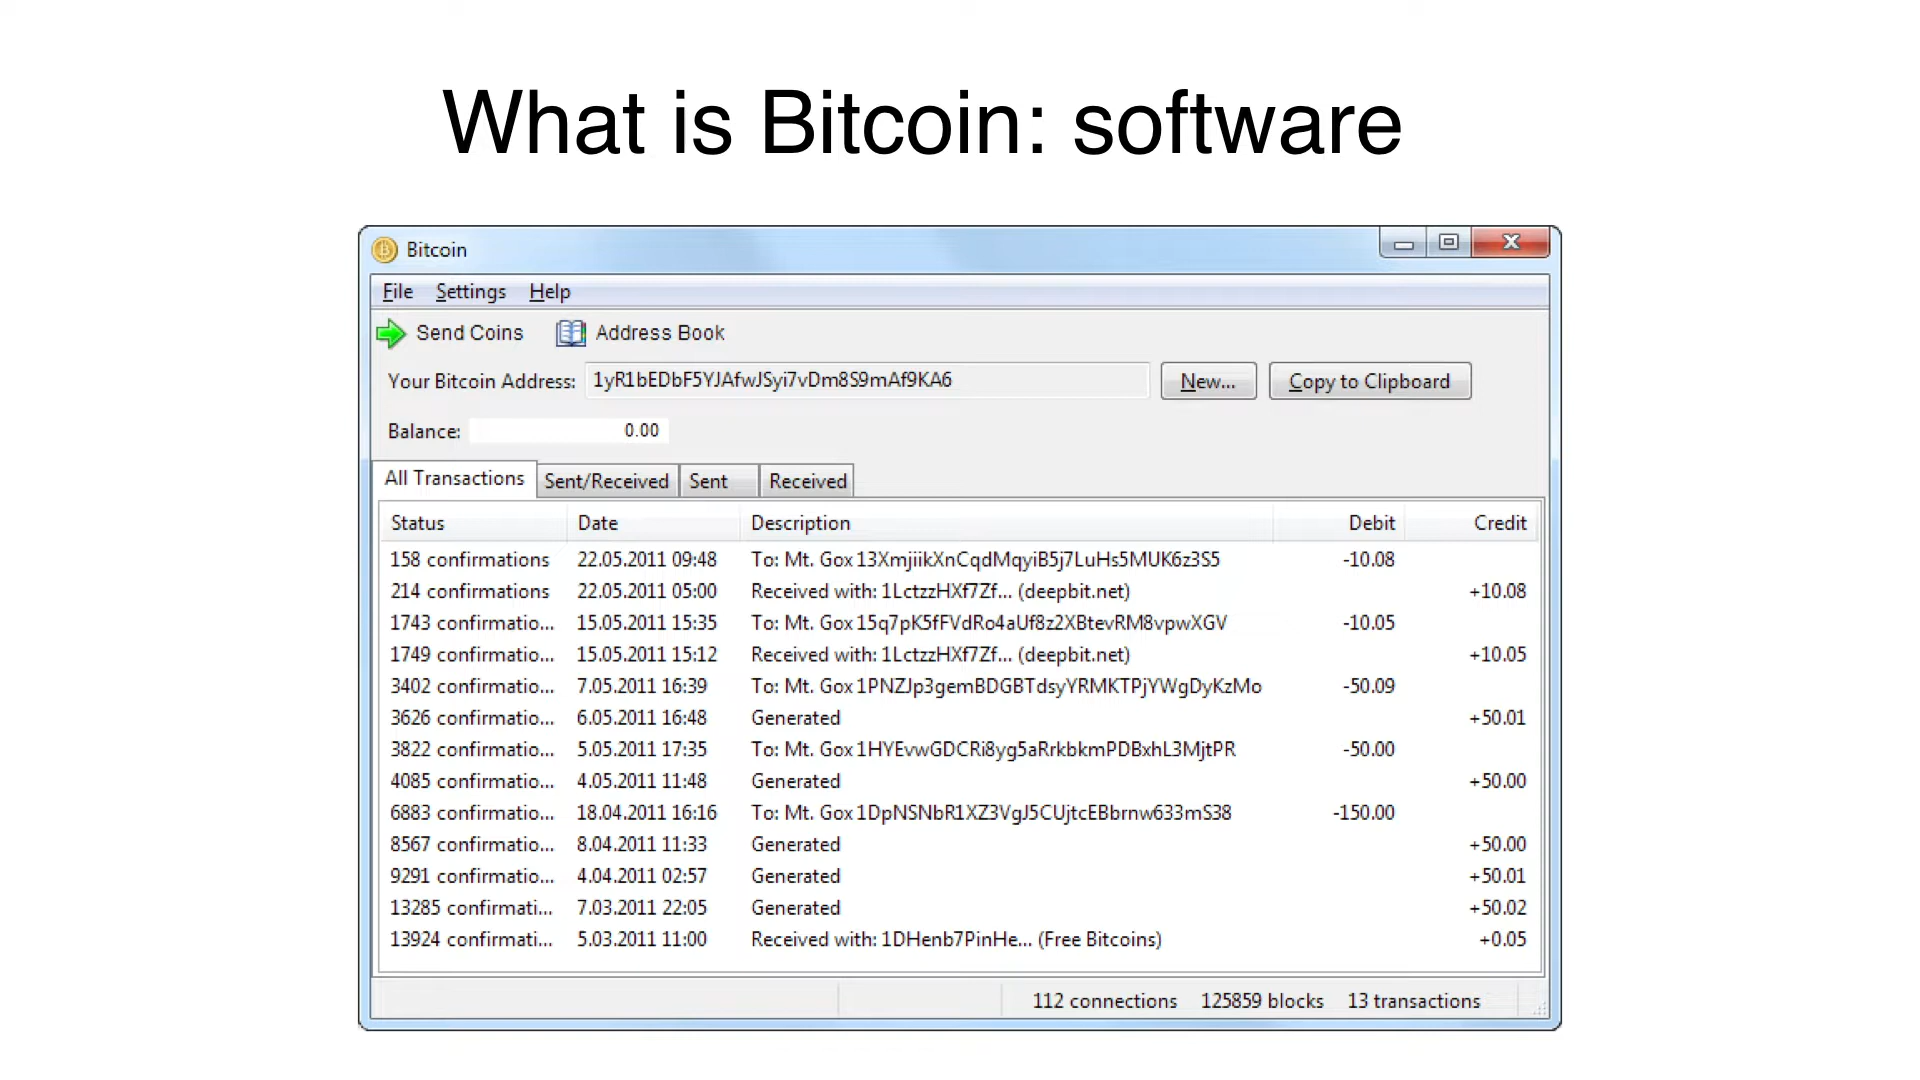 What is Bitcoin: software
Bitcoin
File Settings Help
Send Coins Address Book
Your Bitcoin Address: 1yR1bEDbF5YJAfwJSyi7vDm8S9mAf9KA6 New... Copy to Clipboard
Balance: 0.00
All Transactions Sent/Received Sent Received
Status Date Description Debit Credit
158 confirmations 22.05.2011 09:48 To: Mt. Gox 13XmjiikXnCqdMqyiB5j7LuHs5MUK6z3S5 -10.08
214 confirmations 22.05.2011 05:00 Received with: 1LctzzHXf7Zf... (deepbit.net) +10.08
1743 confirmatio... 15.05.2011 15:35 To: Mt. Gox 15q7pK5fFVdRo4aUf8z2XBtevRM8vpwXGV -10.05
1749 confirmatio... 15.05.2011 15:12 Received with: 1LctzzHXf7Zf... (deepbit.net) +10.05
3402 confirmatio... 7.05.2011 16:39 To: Mt. Gox 1PNZJp3gemBDGBTdsyYRMKTPjYWgDyKzMo -50.09
3626 confirmatio... 6.05.2011 16:48 Generated +50.01
3822 confirmatio... 5.05.2011 17:35 To: Mt. Gox 1HYEvwGDCRi8yg5aRrkbkmPDBxhL3MjtPR -50.00
4085 confirmatio... 4.05.2011 11:48 Generated +50.00
6883 confirmatio... 18.04.2011 16:16 To: Mt. Gox 1DpNSNbR1XZ3VgJ5CUjtcEBbrnw633mS38 -150.00
8567 confirmatio... 8.04.2011 11:33 Generated +50.00
9291 confirmatio... 4.04.2011 02:57 Generated +50.01
13285 confirmati... 7.03.2011 22:05 Generated +50.02
13924 confirmati... 5.03.2011 11:00 Received with: 1DHenb7PinHe... (Free Bitcoins) +0.05
112 connections 125859 blocks 13 transactions